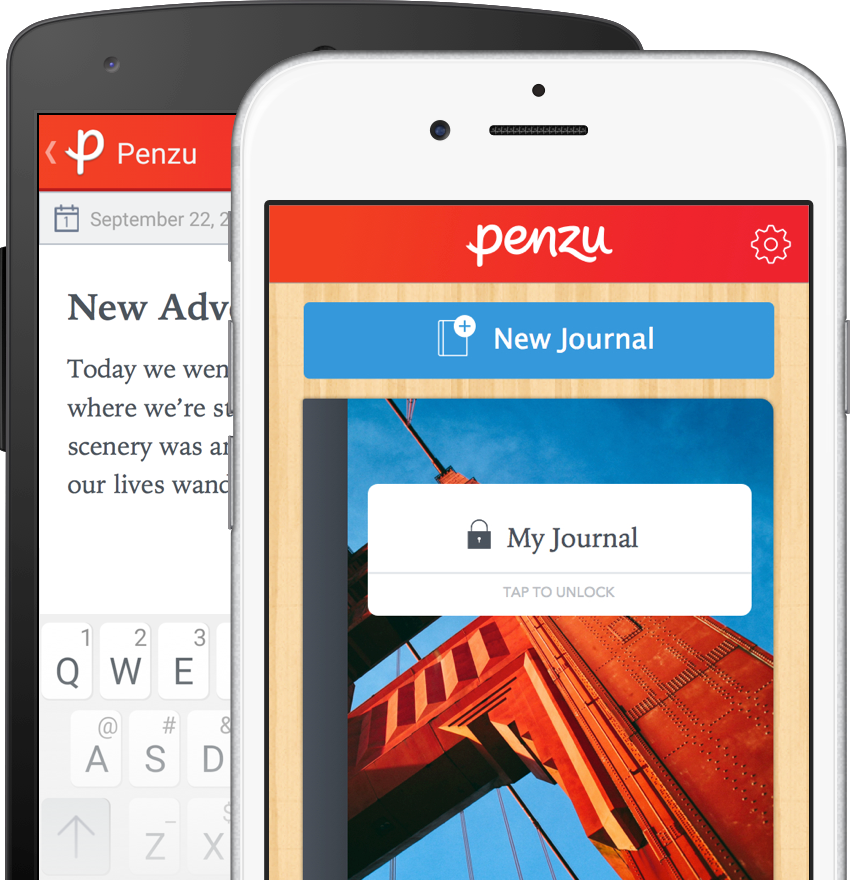 Penzu
September 22, 2
New Adv
Today we wen
where we're st
scenery was an
our lives wand
1 2 3
Q W E
@ # &
A S D
_ $
Z X
penzu
New Journal
My Journal
TAP TO UNLOCK